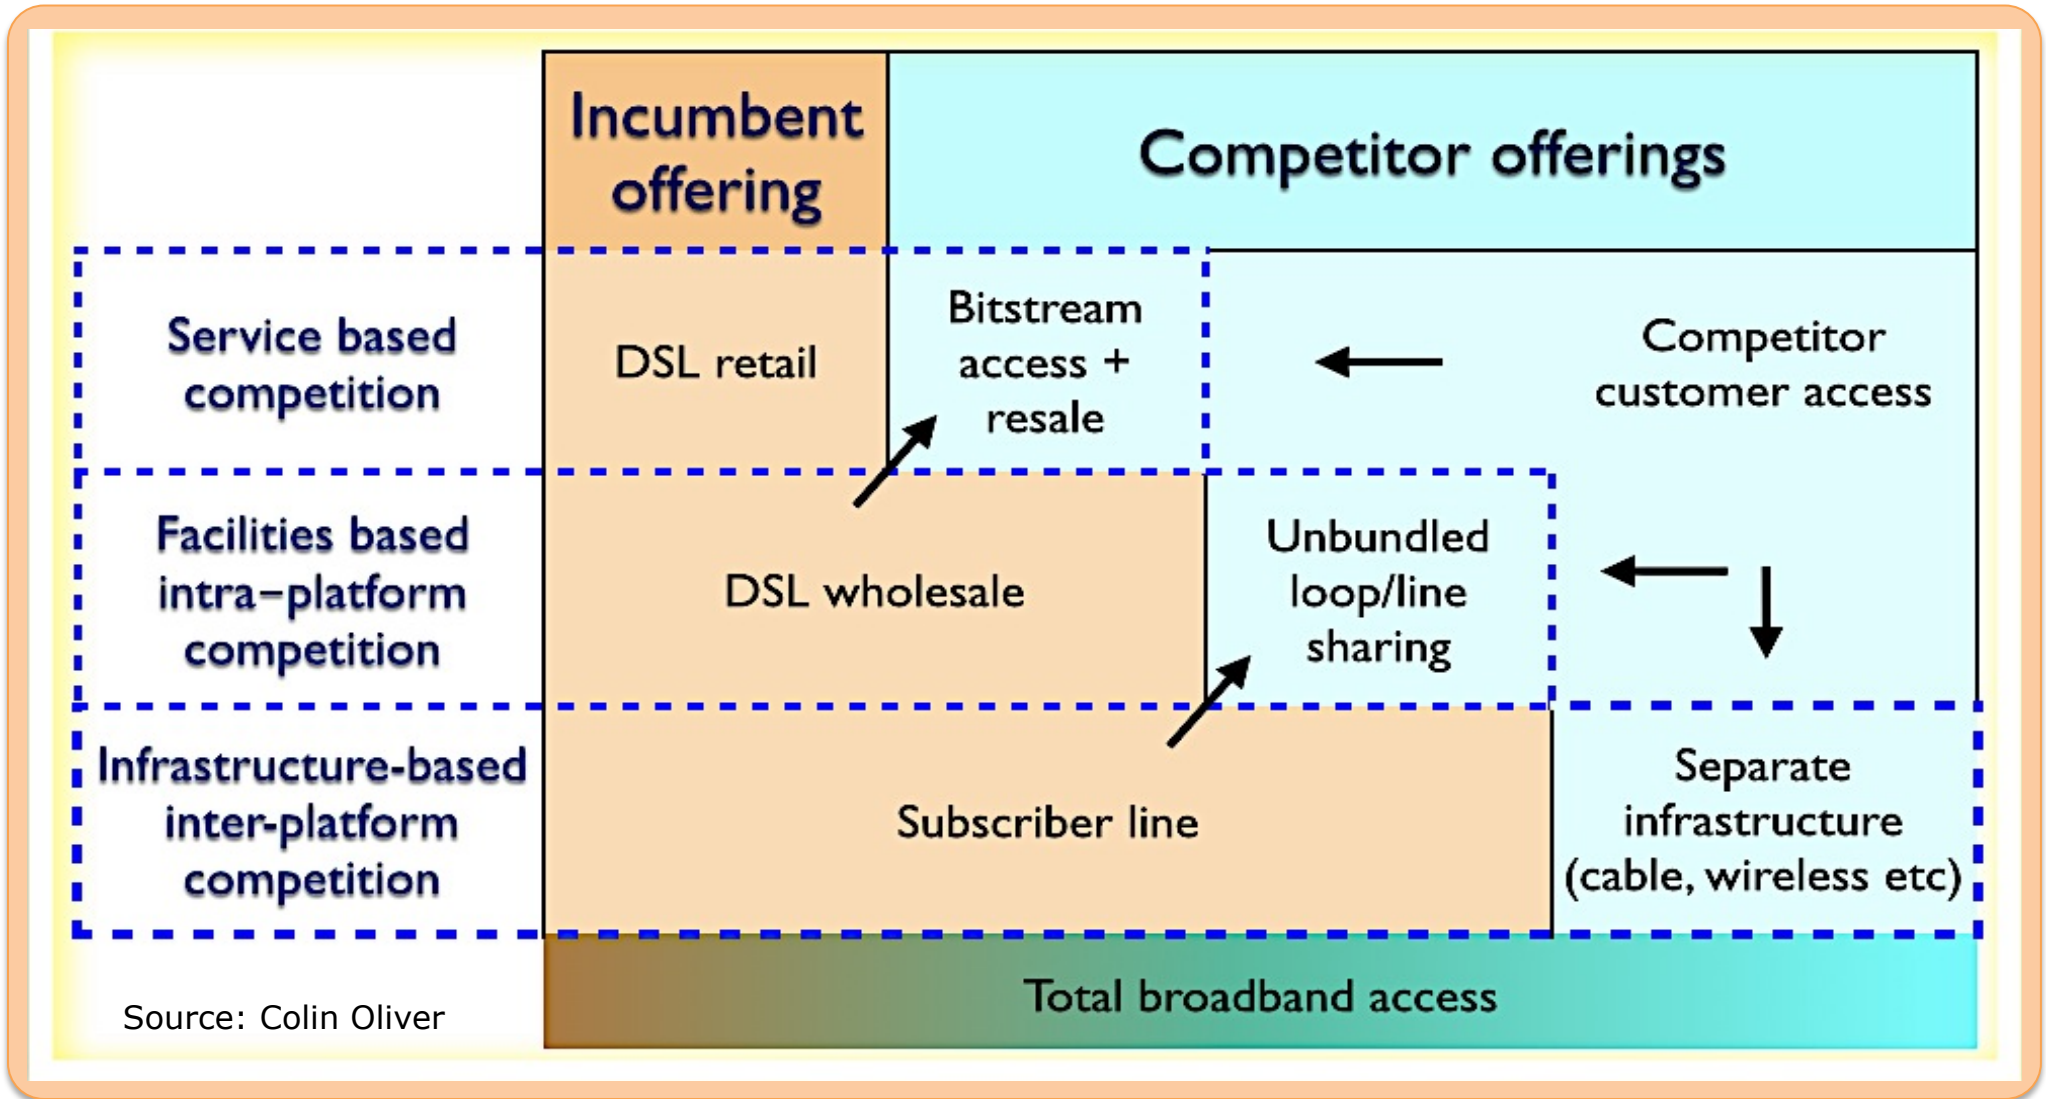 Incumbent
offering
Competitor offerings
Service based
competition
DSL retail
Bitstream
access +
resale
Competitor
customer access
Facilities based
intra–platform
competition
DSL wholesale
Unbundled
loop/line
sharing
Infrastructure-based
inter-platform
competition
Subscriber line
Separate
infrastructure
(cable, wireless etc)
Total broadband access
Source: Colin Oliver